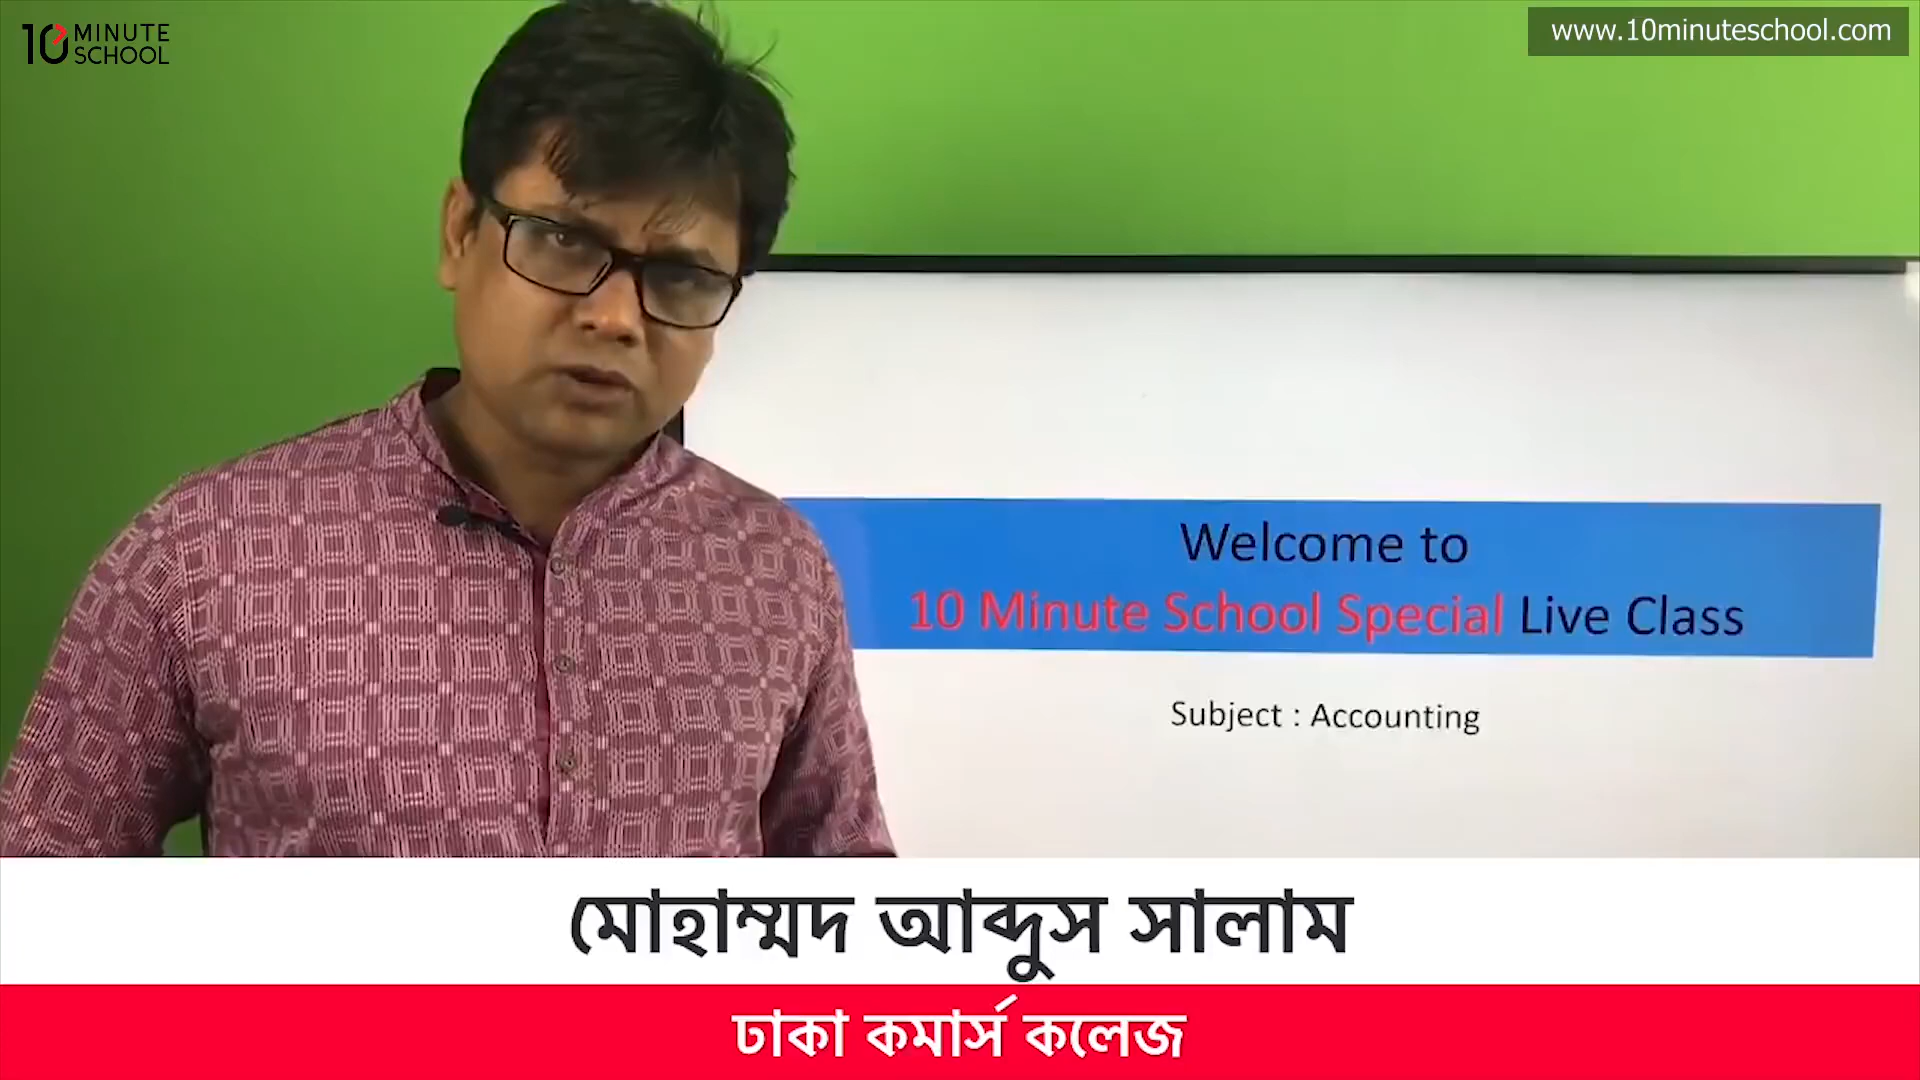 10 MINUTE
SCHOOL
www.10minuteschool.com
Welcome to
10 Minute School Special Live Class
Subject : Accounting
মোহাম্মদ আব্দুস সালাম
ঢাকা কমার্স কলেজ